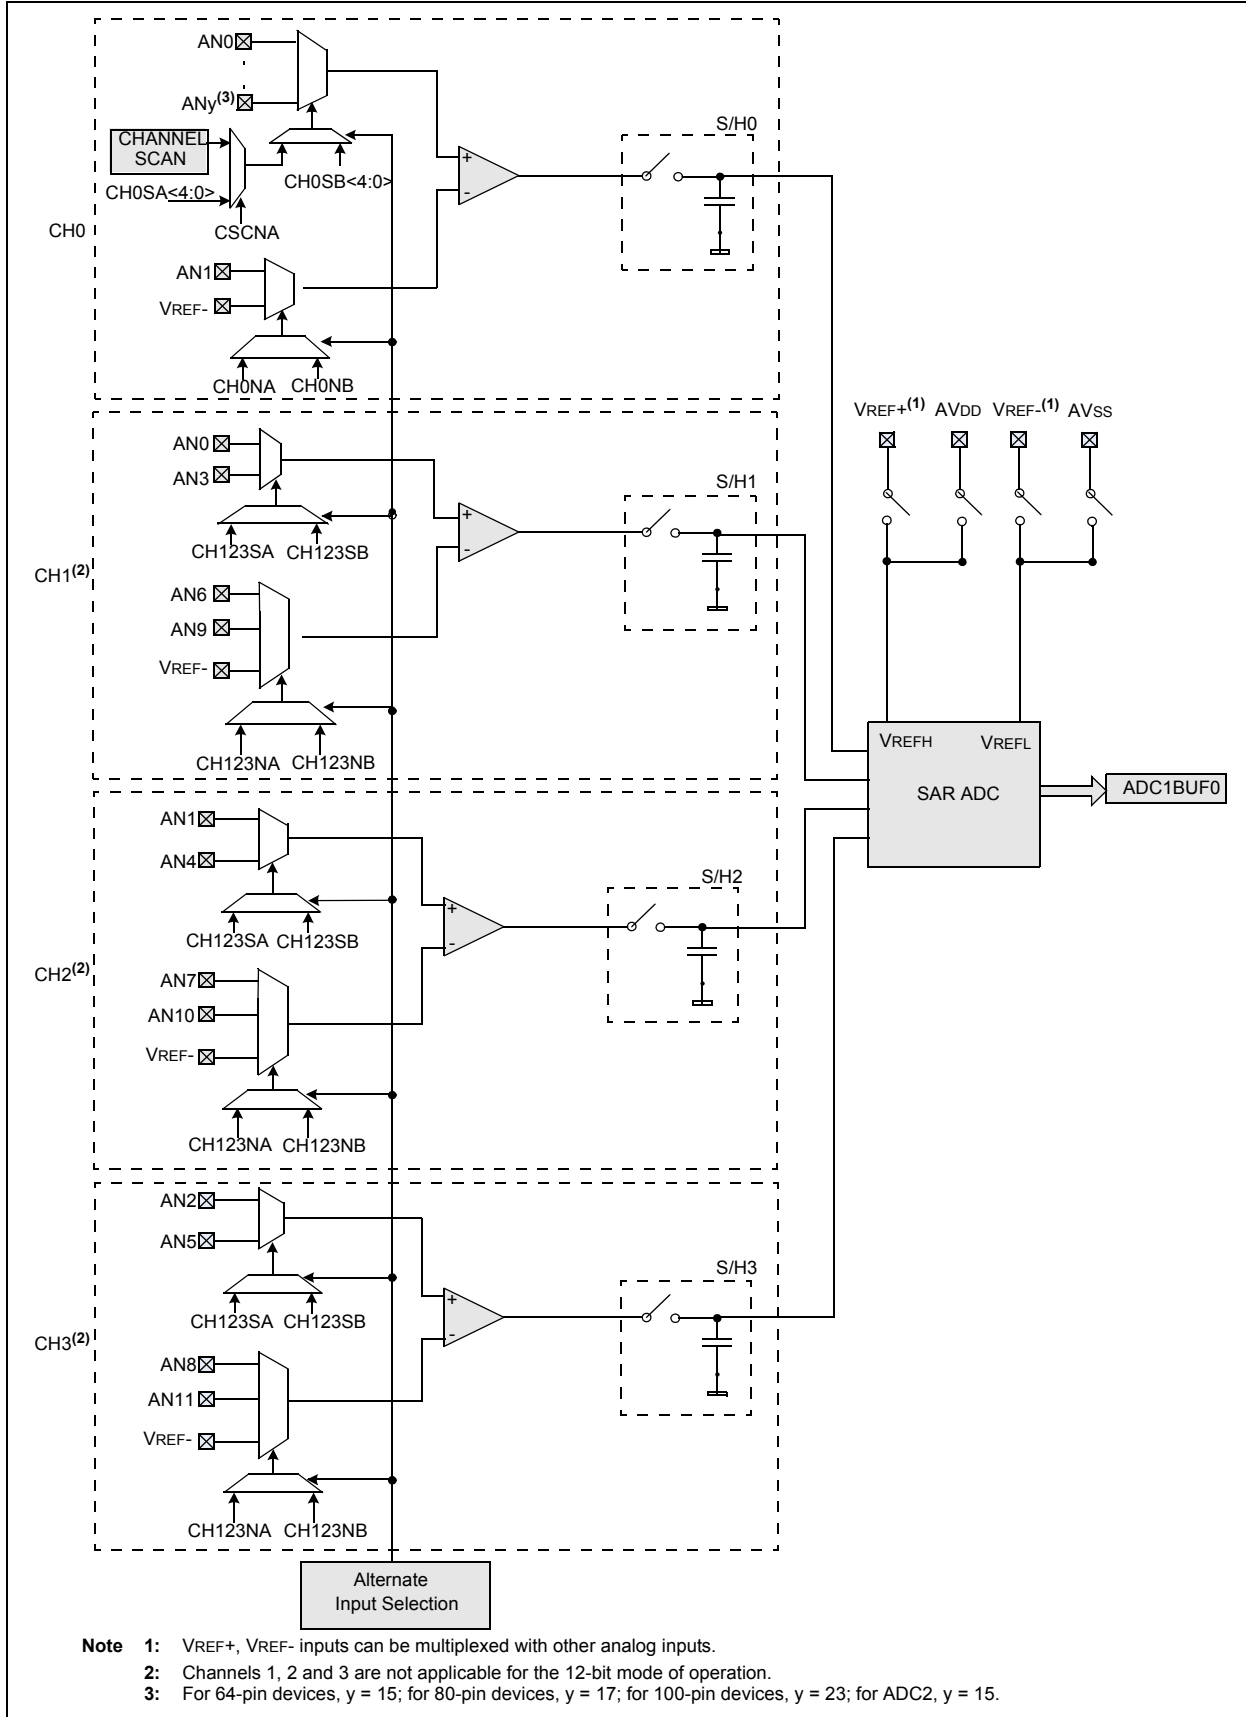 AN0
ANy(3)
CHANNEL
SCAN
CH0SA<4:0>
CH0SB<4:0>
CSCNA
CH0
AN1
VREF-
CH0NA CH0NB
S/H0
AN0
AN3
CH123SA CH123SB
CH1(2)
AN6
AN9
VREF-
CH123NA CH123NB
S/H1
+
-
+
-
VREF+(1) AVDD VREF-(1) AVSS
VREFH VREFL
SAR ADC
ADC1BUF0
AN1
AN4
CH123SA CH123SB
CH2(2)
AN7
AN10
VREF-
CH123NA CH123NB
S/H2
+
-
AN2
AN5
CH123SA CH123SB
CH3(2)
AN8
AN11
VREF-
CH123NA CH123NB
S/H3
+
-
Alternate
Input Selection
Note 1: VREF+, VREF- inputs can be multiplexed with other analog inputs.
2: Channels 1, 2 and 3 are not applicable for the 12-bit mode of operation.
3: For 64-pin devices, y = 15; for 80-pin devices, y = 17; for 100-pin devices, y = 23; for ADC2, y = 15.